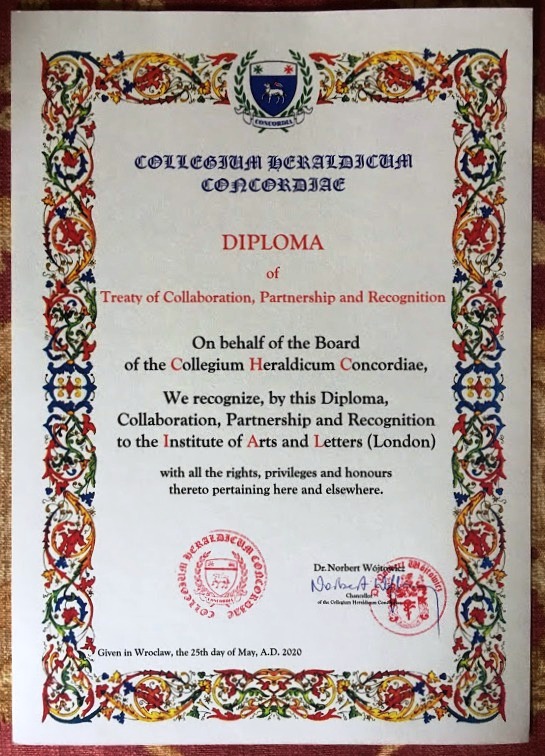 CONCORDIA
COLLEGIUM HERALDICUM
CONCORDIAE
DIPLOMA
of
Treaty of Collaboration, Partnership and Recognition
On behalf of the Board
of the Collegium Heraldicum Concordiae,
We recognize, by this Diploma,
Collaboration, Partnership and Recognition
to the Institute of Arts and Letters (London)
with all the rights, privileges and honours
thereto pertaining here and elsewhere.
COLLEGIUM HERALDICUM CONCORDIAE
CONCORDIA
Dr. Norbert Wójtowicz
Chancellor
of the Collegium Heraldicum Concordiae
Wójtowicz
Given in Wroclaw, the 25th day of May, A.D. 2020